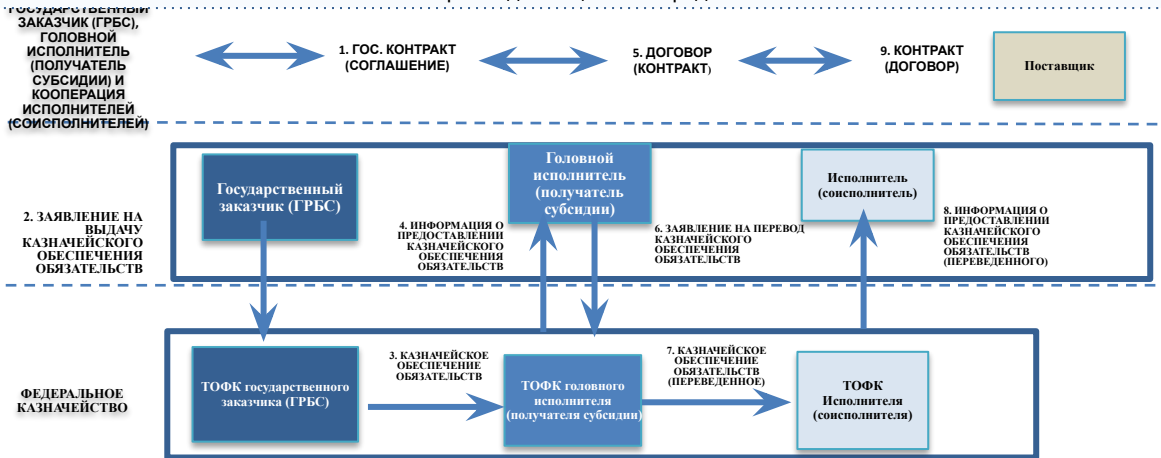 ГОСУДАРСТВЕННЫЙ
ЗАКАЗЧИК (ГРБС),
ГОЛОВНОЙ
ИСПОЛНИТЕЛЬ
(ПОЛУЧАТЕЛЬ
СУБСИДИИ) И
КООПЕРАЦИЯ
ИСПОЛНИТЕЛЕЙ
(СОИСПОЛНИТЕЛЕЙ)
1. ГОС. КОНТРАКТ
(СОГЛАШЕНИЕ)
5. ДОГОВОР
(КОНТРАКТ)
9. КОНТРАКТ
(ДОГОВОР)
Поставщик
2. ЗАЯВЛЕНИЕ НА
ВЫДАЧУ
КАЗНАЧЕЙСКОГО
ОБЕСПЕЧЕНИЯ
ОБЯЗАТЕЛЬСТВ
Государственный
заказчик (ГРБС)
4. ИНФОРМАЦИЯ О
ПРЕДОСТАВЛЕНИИ
КАЗНАЧЕЙСКОГО
ОБЕСПЕЧЕНИЯ
ОБЯЗАТЕЛЬСТВ
Головной
исполнитель
(получатель
субсидии)
6. ЗАЯВЛЕНИЕ НА ПЕРЕВОД
КАЗНАЧЕЙСКОГО
ОБЕСПЕЧЕНИЯ
ОБЯЗАТЕЛЬСТВ
Исполнитель
(соисполнитель)
8. ИНФОРМАЦИЯ О
ПРЕДОСТАВЛЕНИИ
КАЗНАЧЕЙСКОГО
ОБЕСПЕЧЕНИЯ
ОБЯЗАТЕЛЬСТВ
(ПЕРЕВЕДЕННОГО)
ФЕДЕРАЛЬНОЕ
КАЗНАЧЕЙСТВО
ТОФК государственного
заказчика (ГРБС)
3. КАЗНАЧЕЙСКОЕ
ОБЕСПЕЧЕНИЕ
ОБЯЗАТЕЛЬСТВ
ТОФК головного
исполнителя
(получателя субсидии)
7. КАЗНАЧЕЙСКОЕ
ОБЕСПЕЧЕНИЕ
ОБЯЗАТЕЛЬСТВ
(ПЕРЕВЕДЕННОЕ)
ТОФК
Исполнителя
(соисполнителя)